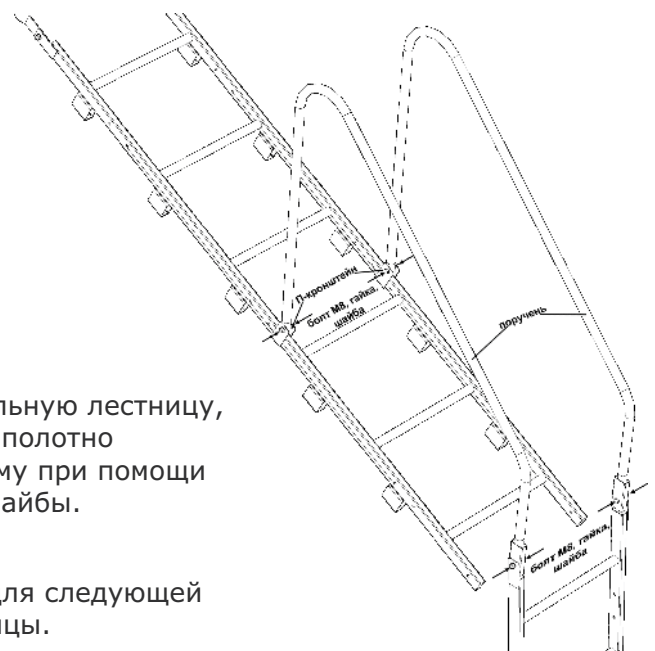 П-кронштейн
болт М8, гайка,
шайба
поручень
льную лестницу,
полотно
му при помощи
айбы.
болт М8, гайка,
шайба
для следующей
ицы.